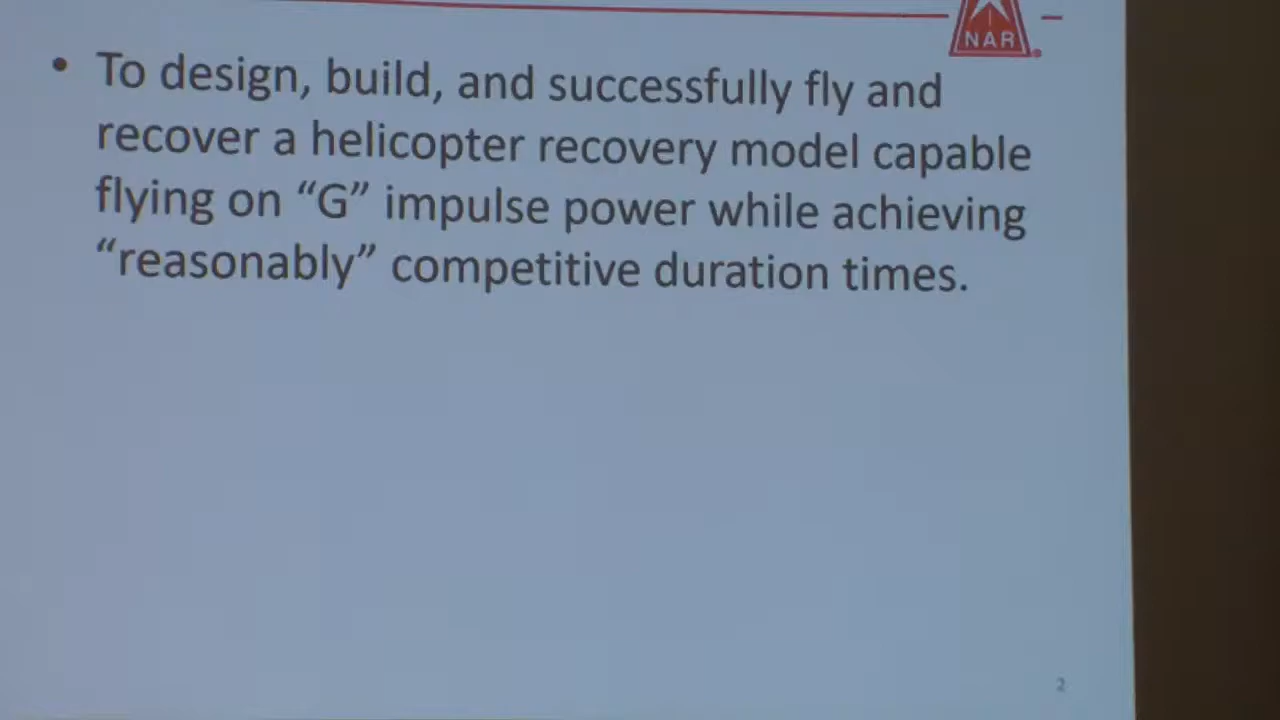 NAR
• To design, build, and successfully fly and
recover a helicopter recovery model capable
flying on “G” impulse power while achieving
“reasonably” competitive duration times.
2